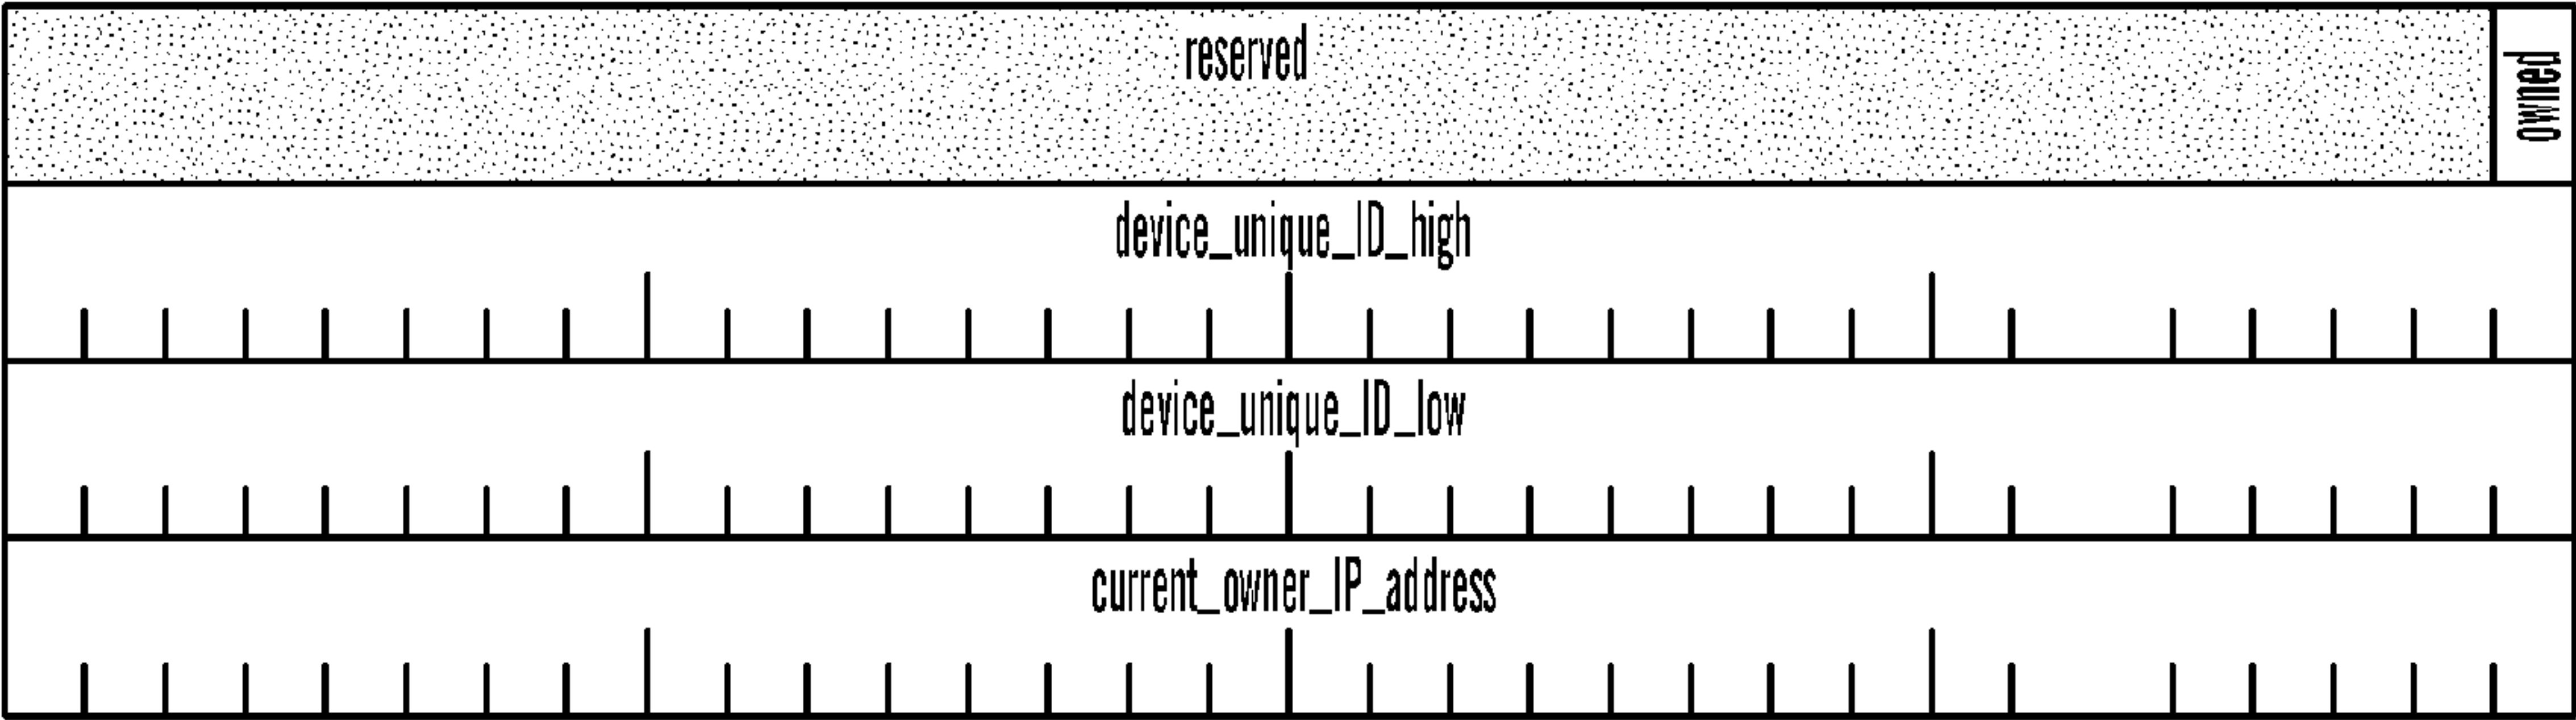 reserved
owned
device_unique_ID_high
device_unique_ID_low
current_owner_IP_address